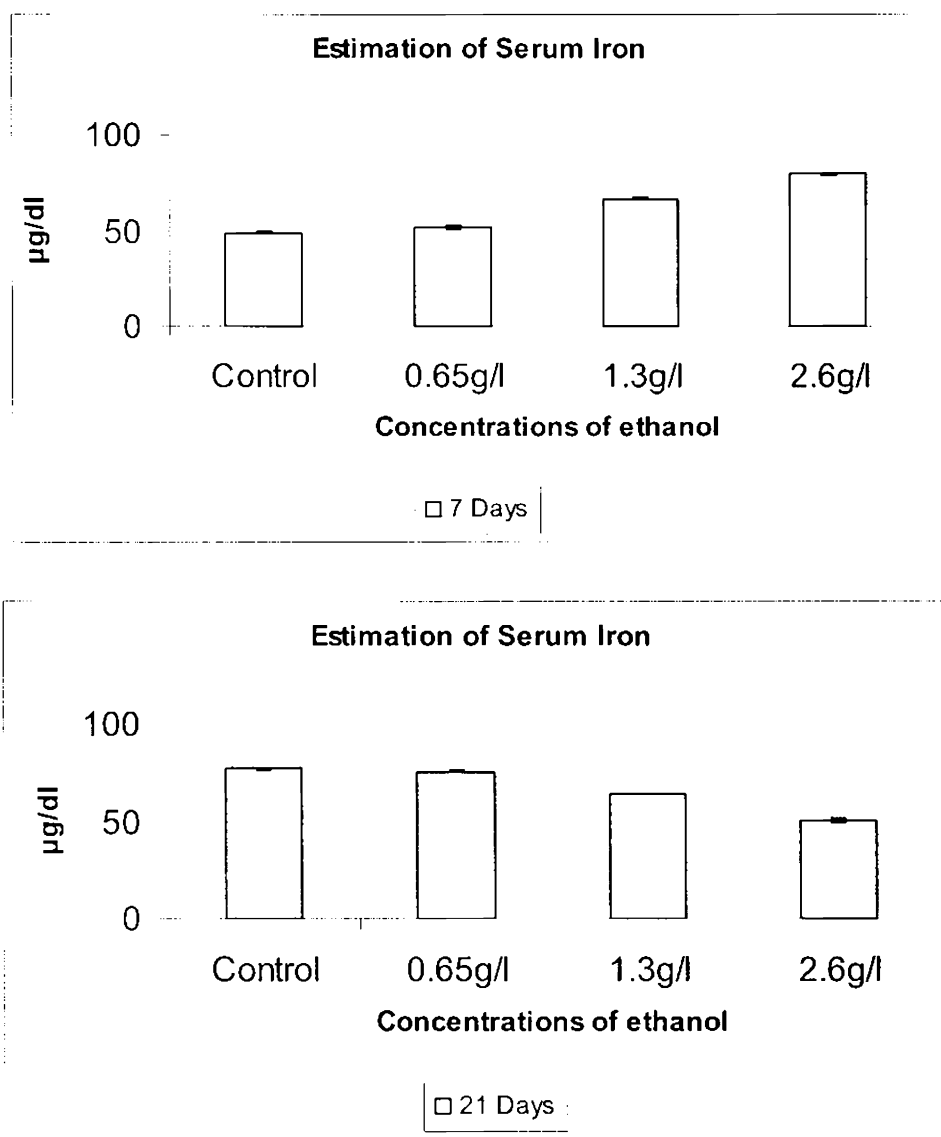 Estimation of Serum Iron
100
50
0
µg/dl
Control 0.65g/l 1.3g/l 2.6g/l
Concentrations of ethanol
7 Days
Estimation of Serum Iron
100
50
0
µg/dl
Control 0.65g/l 1.3g/l 2.6g/l
Concentrations of ethanol
21 Days